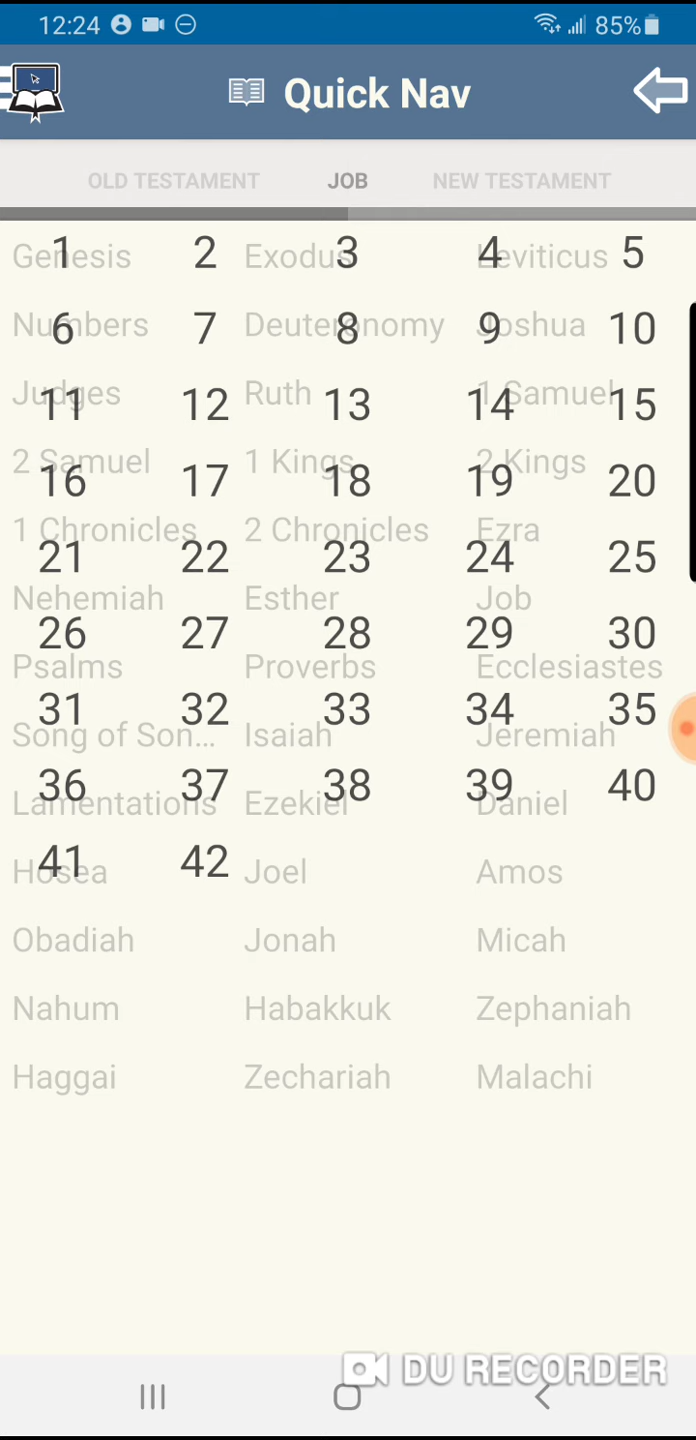 12:24 85%
Quick Nav
OLD TESTAMENT JOB NEW TESTAMENT
1 2 3 4 5
Genesis Exodus Leviticus
Numbers Deuteronomy Joshua
6 7 8 9 10
Judges Ruth 1 Samuel
11 12 13 14 15
2 Samuel 1 Kings 2 Kings
16 17 18 19 20
1 Chronicles 2 Chronicles Ezra
21 22 23 24 25
Nehemiah Esther Job
26 27 28 29 30
Psalms Proverbs Ecclesiastes
31 32 33 34 35
Song of Son... Isaiah Jeremiah
36 37 38 39 40
Lamentations Ezekiel Daniel
41 42
Hosea Joel Amos
Obadiah Jonah Micah
Nahum Habakkuk Zephaniah
Haggai Zechariah Malachi
DU RECORDER